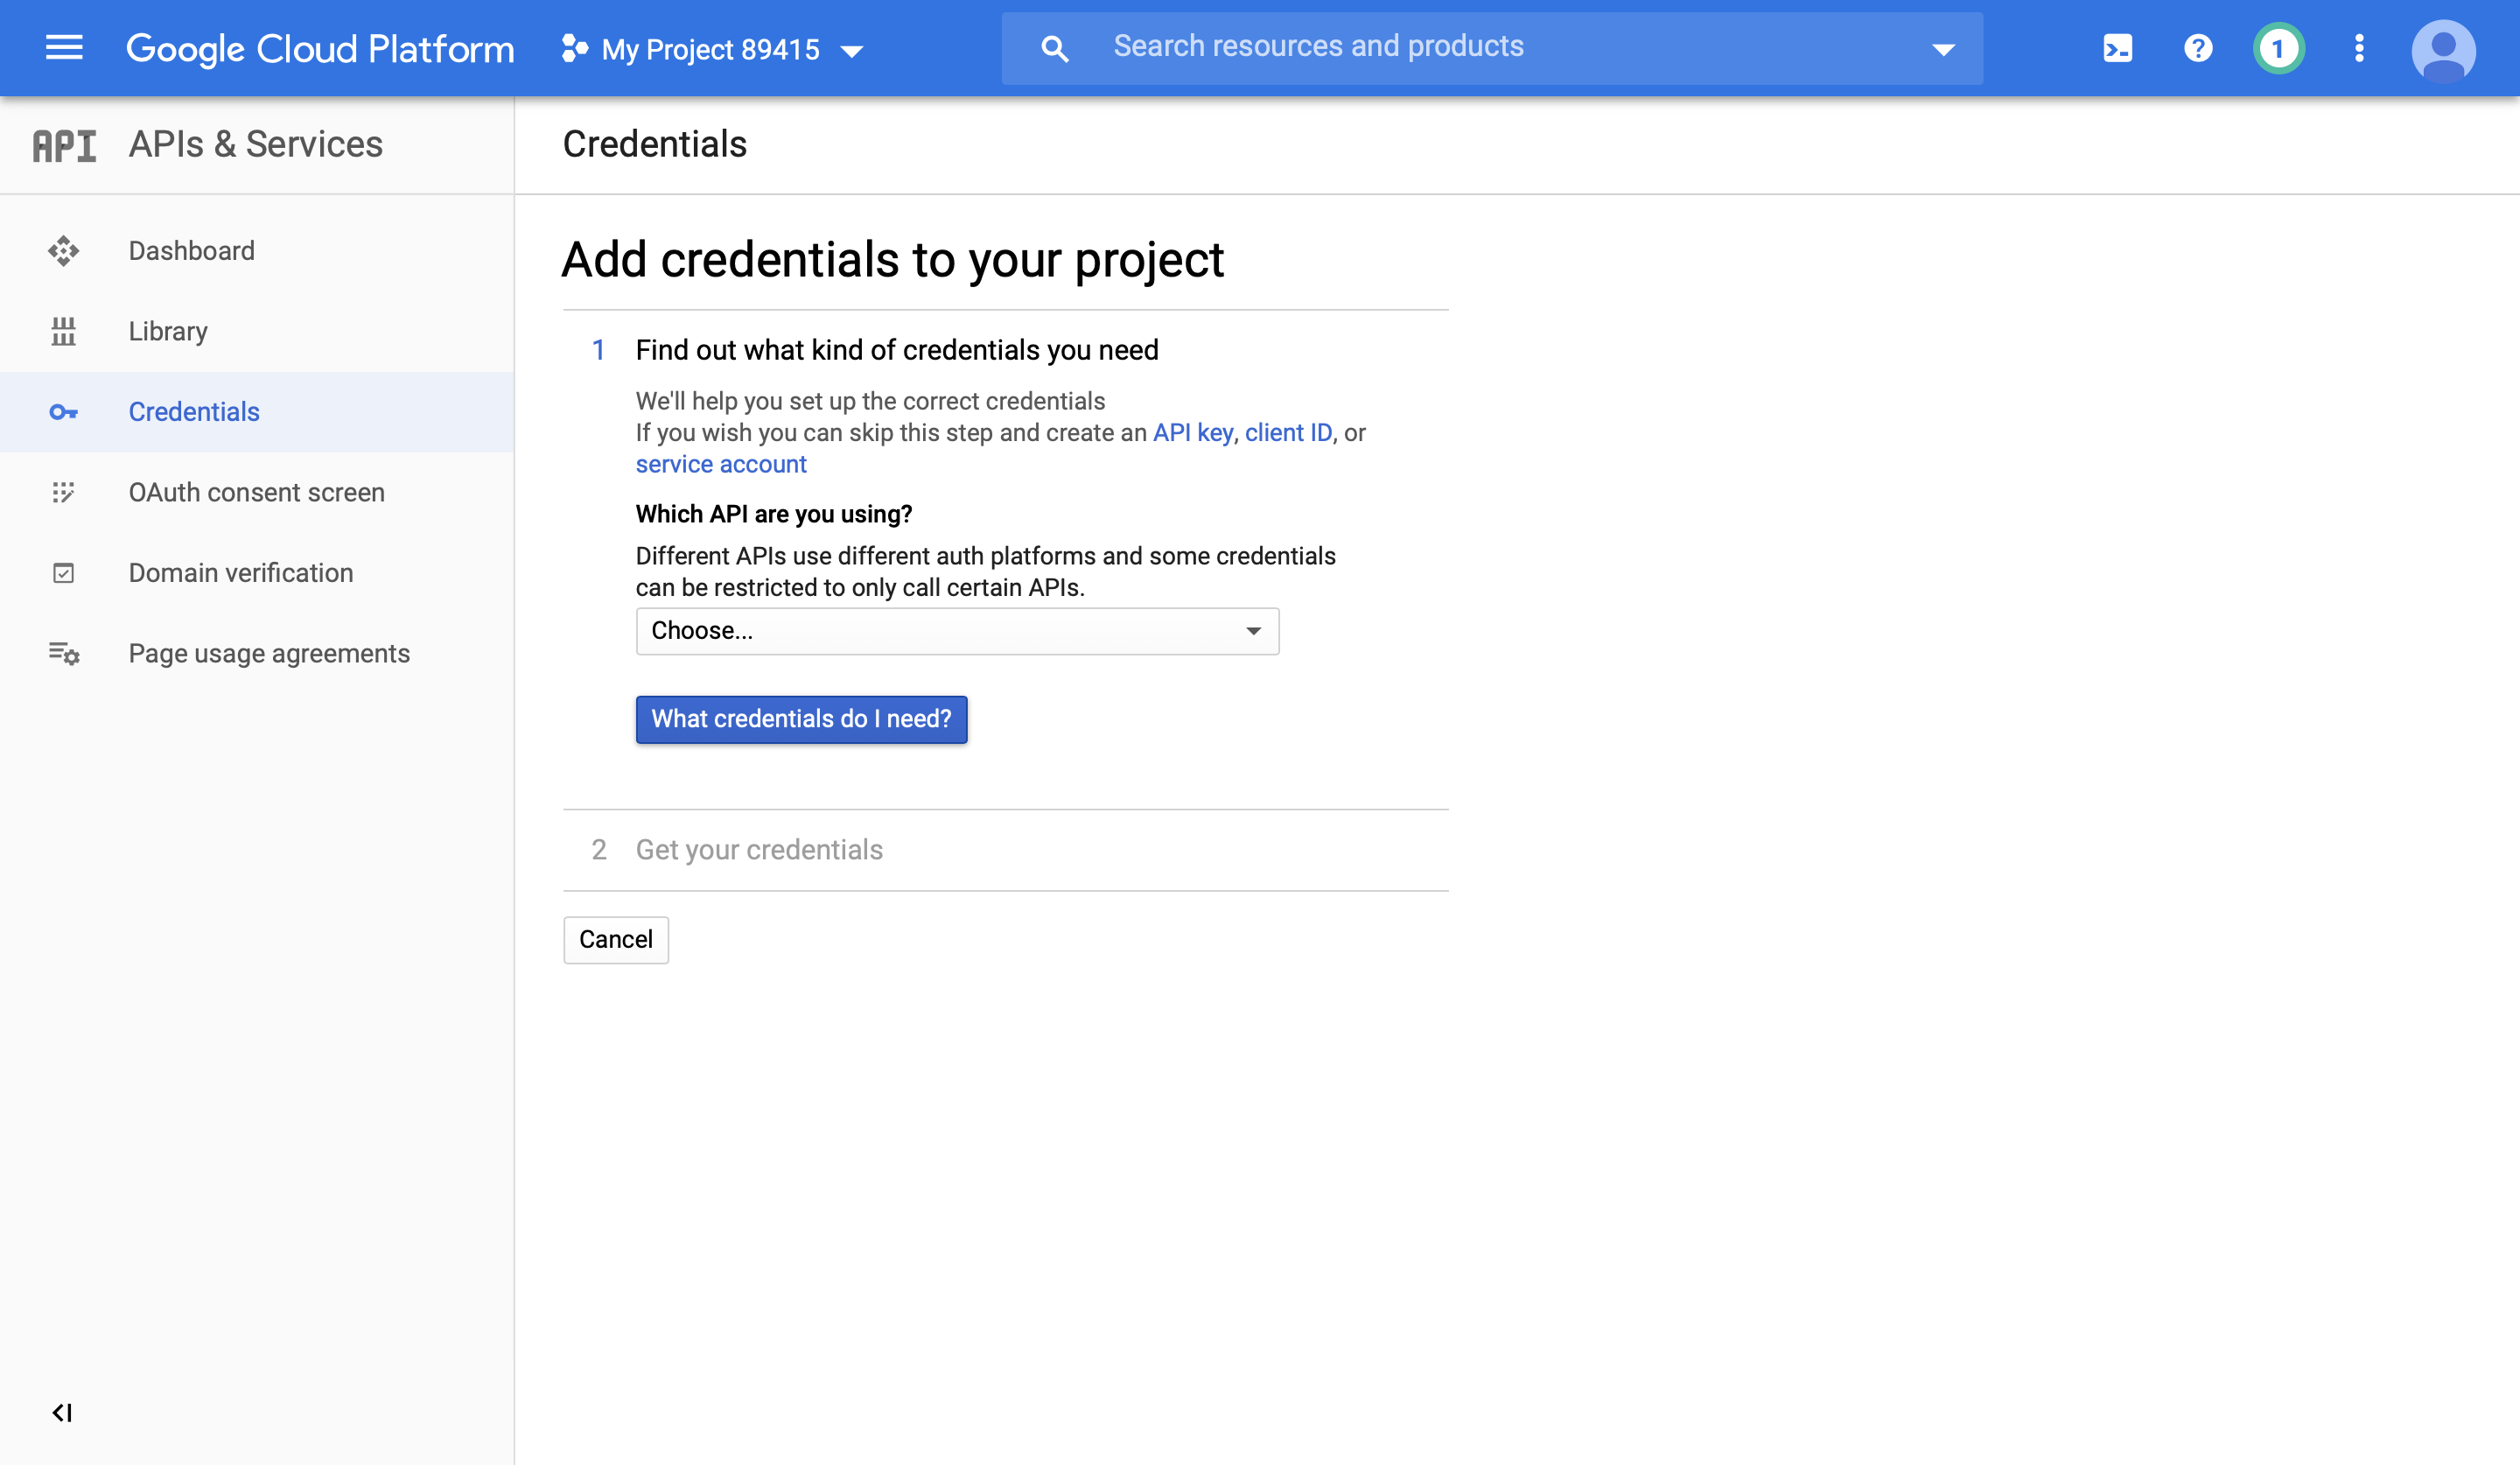 Google Cloud Platform
My Project 89415
Search resources and products
1
API
APIs & Services
Credentials
Dashboard
Library
Credentials
OAuth consent screen
Domain verification
Page usage agreements
Add credentials to your project
1 Find out what kind of credentials you need
We'll help you set up the correct credentials
If you wish you can skip this step and create an API key, client ID, or
service account
Which API are you using?
Different APIs use different auth platforms and some credentials
can be restricted to only call certain APIs.
Choose...
What credentials do I need?
2 Get your credentials
Cancel